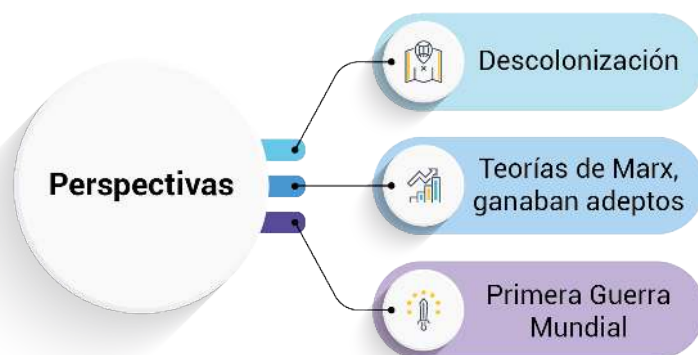 Perspectivas
Descolonización
Teorías de Marx,
ganaban adeptos
Primera Guerra
Mundial